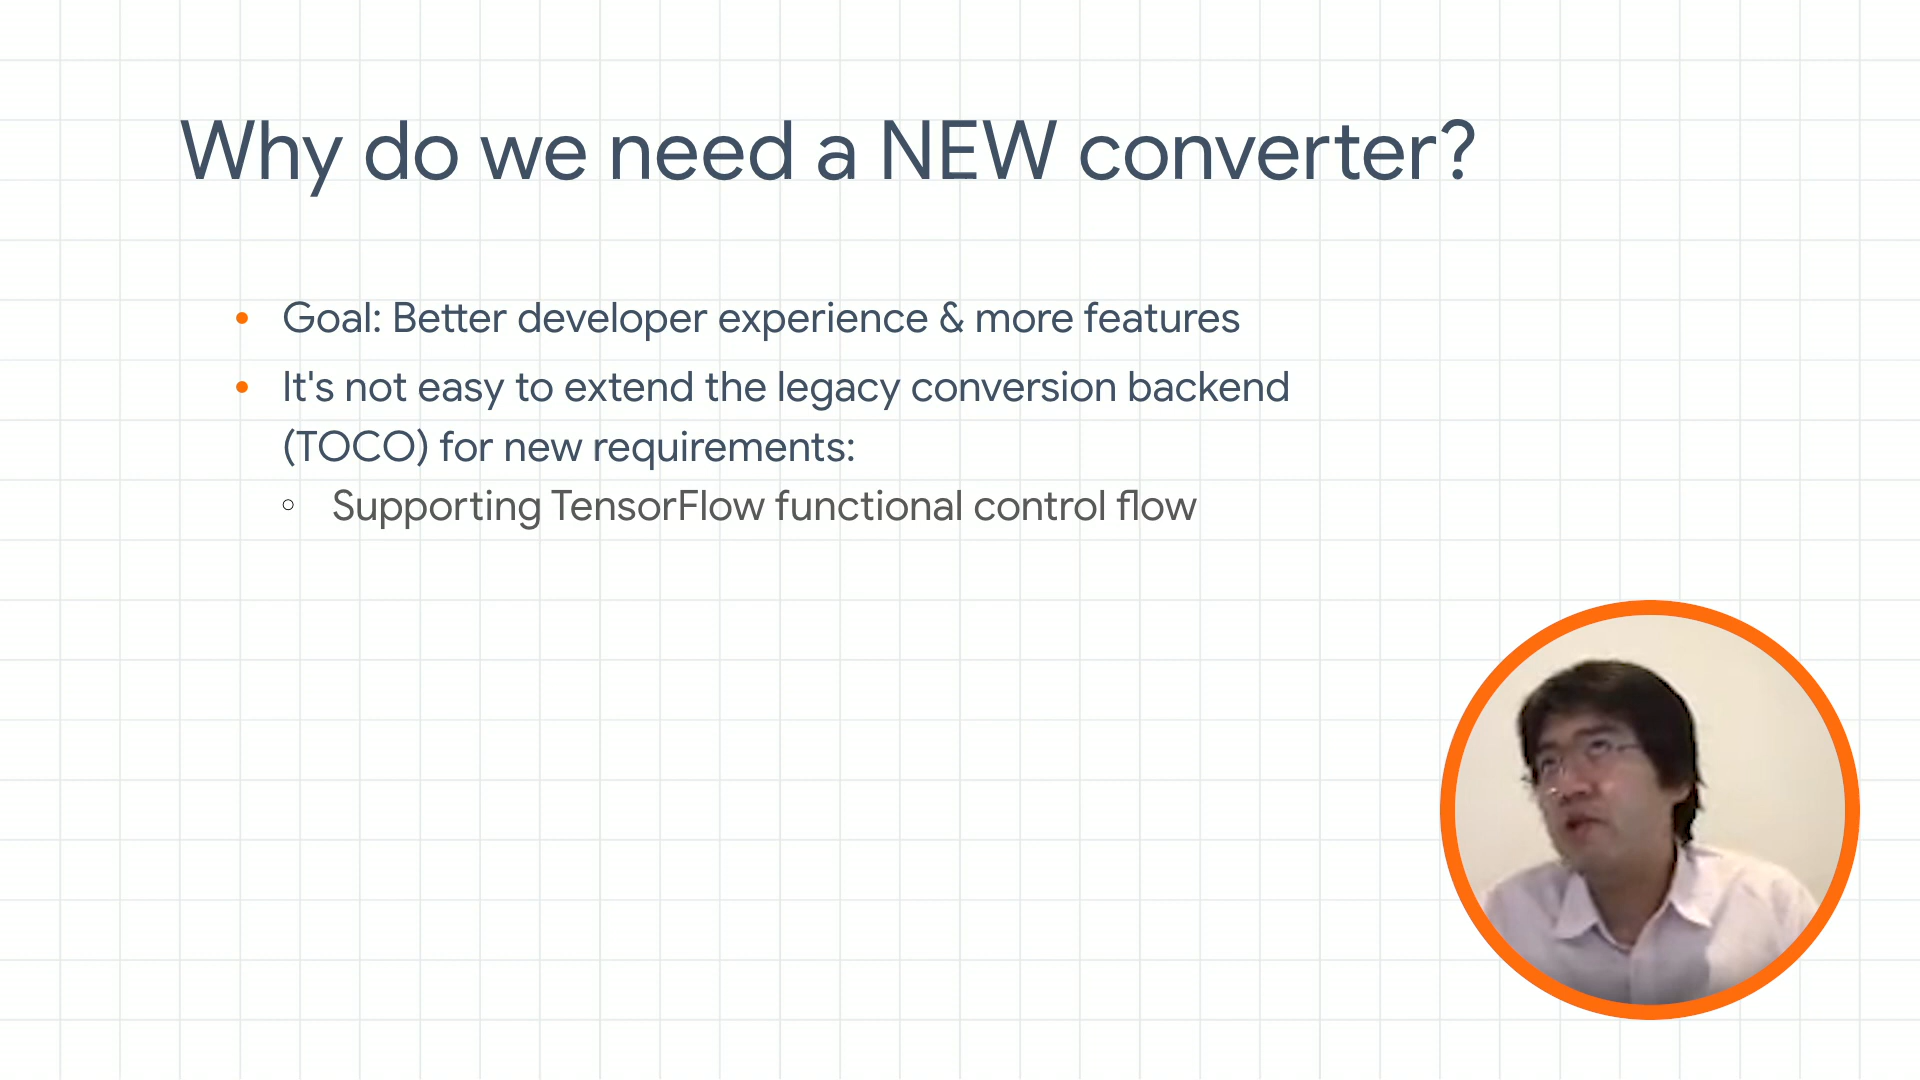 Why do we need a NEW converter?
Goal: Better developer experience & more features
It's not easy to extend the legacy conversion backend
(TOCO) for new requirements:
Supporting TensorFlow functional control flow